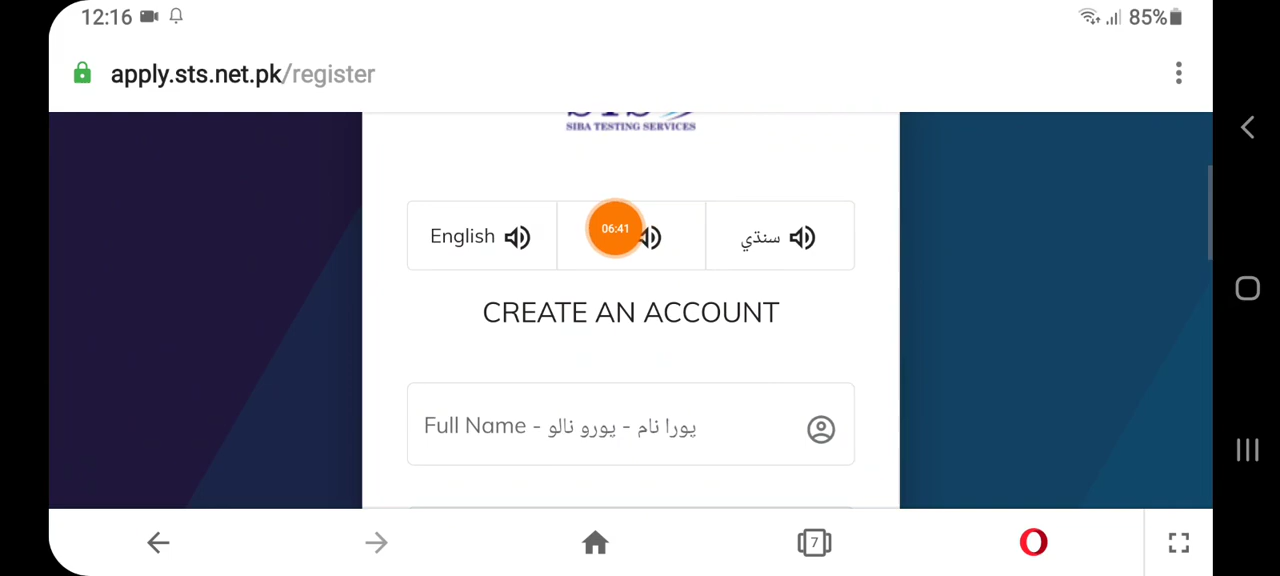 12:16
85%
apply.sts.net.pk/register
SIBA TESTING SERVICES
English
06:41
سنڌي
CREATE AN ACCOUNT
Full Name - پورا نام - پورو نالو
7